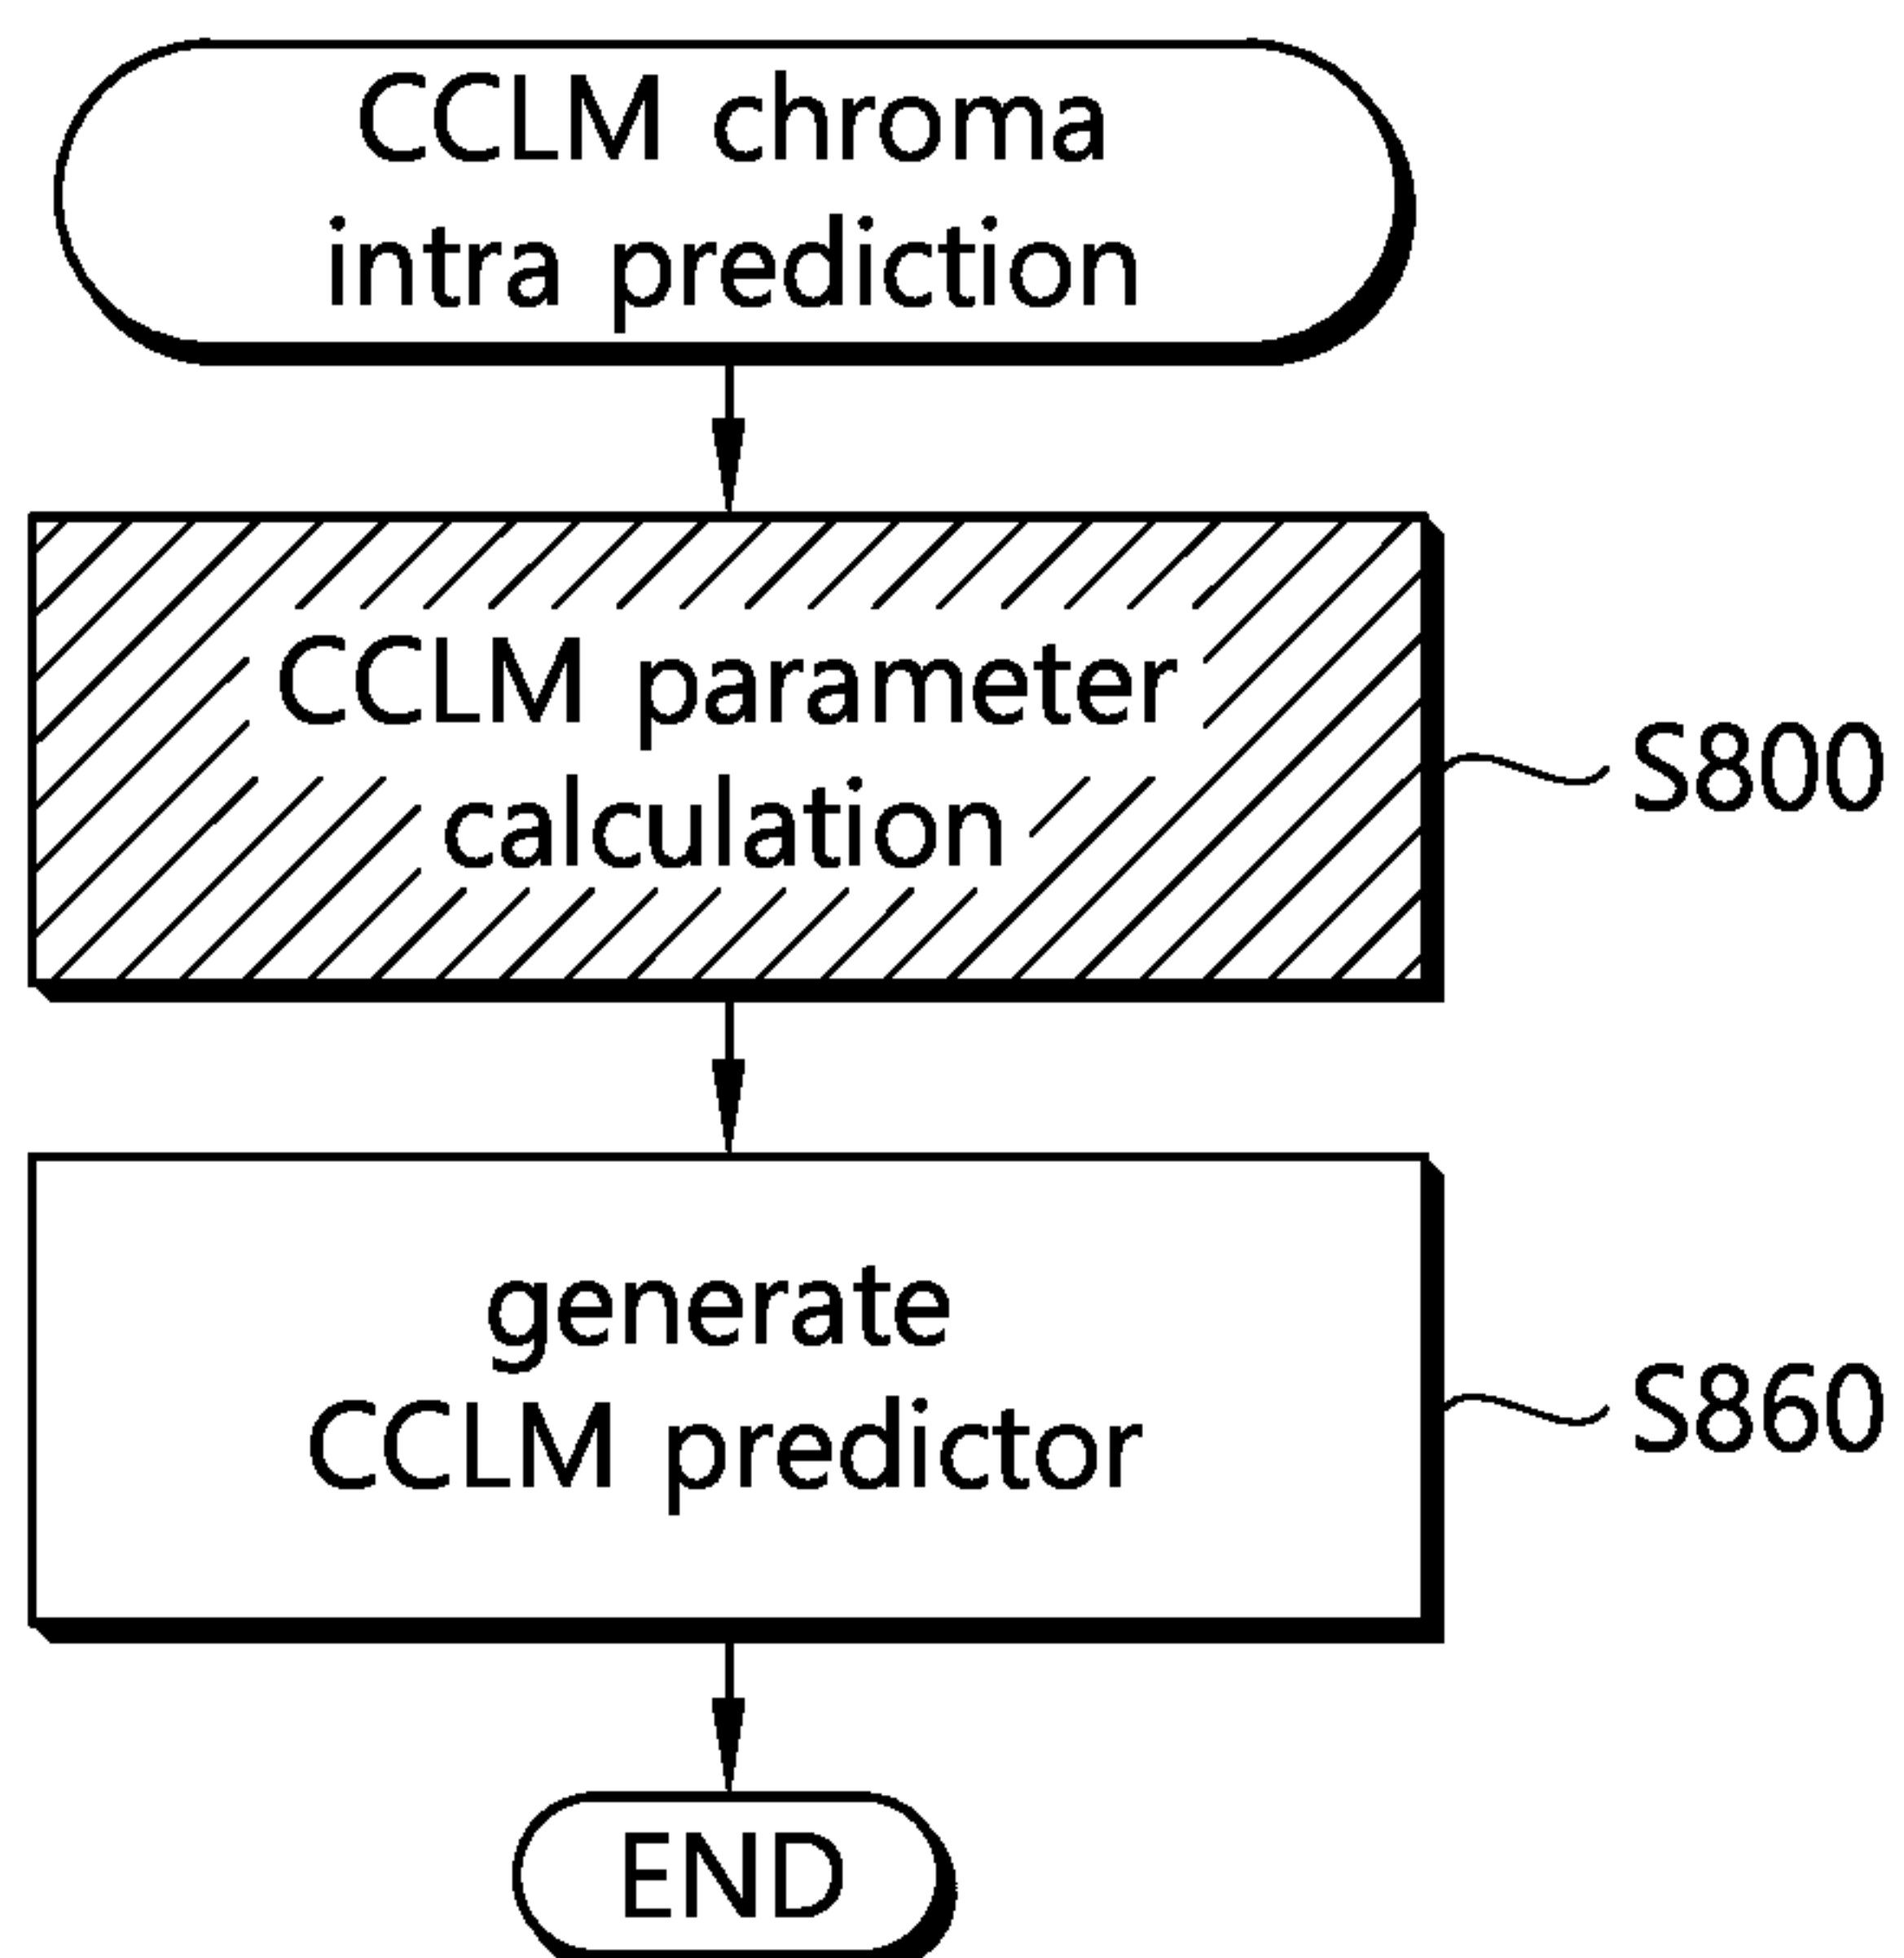 CCLM chroma
intra prediction
CCLM parameter
calculation
S800
generate
CCLM predictor
S860
END